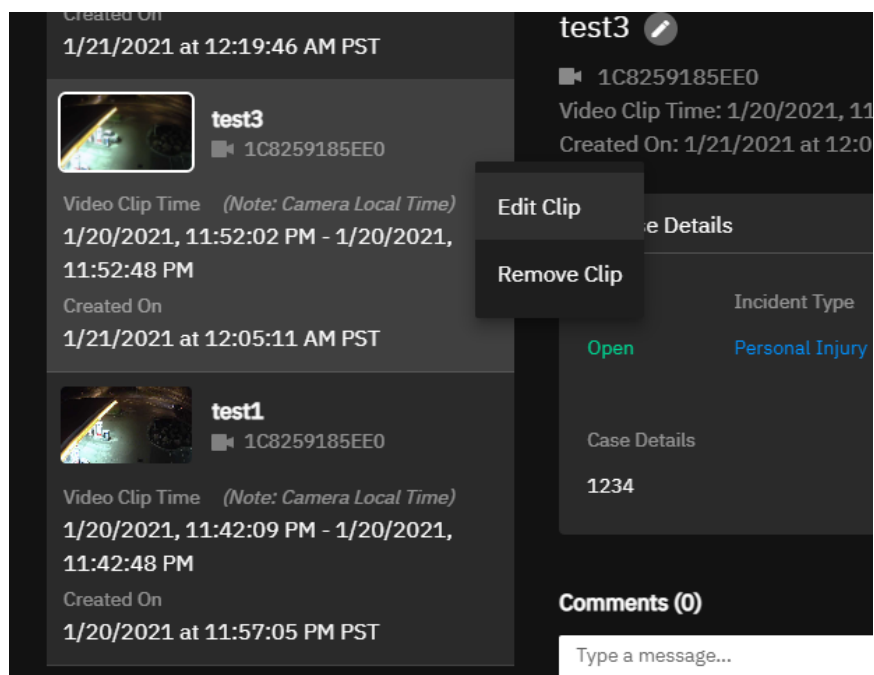 Created On
1/21/2021 at 12:19:46 AM PST
test3
1C8259185EE0
Video Clip Time (Note: Camera Local Time)
1/20/2021, 11:52:02 PM - 1/20/2021,
11:52:48 PM
Created On
1/21/2021 at 12:05:11 AM PST
test1
1C8259185EE0
Video Clip Time (Note: Camera Local Time)
1/20/2021, 11:42:09 PM - 1/20/2021,
11:42:48 PM
Created On
1/20/2021 at 11:57:05 PM PST
Edit Clip
Remove Clip
test3
1C8259185EE0
Video Clip Time: 1/20/2021, 11
Created On: 1/21/2021 at 12:0
se Details
Incident Type
Open
Personal Injury
Case Details
1234
Comments (0)
Type a message...